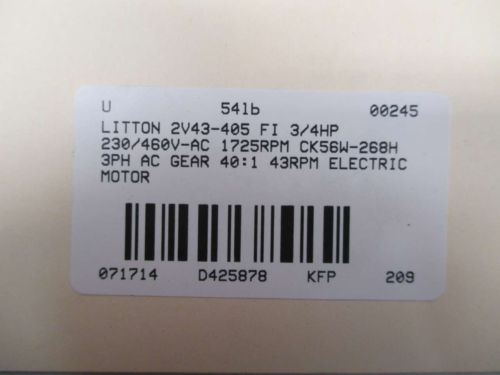 U 541b 00245
LITTON 2V43-405 FI 3/4HP
230/460V-AC 1725RPM CK56W-268H
3PH AC GEAR 40:1 43RPM ELECTRIC
MOTOR
071714 D425878 KFP 209